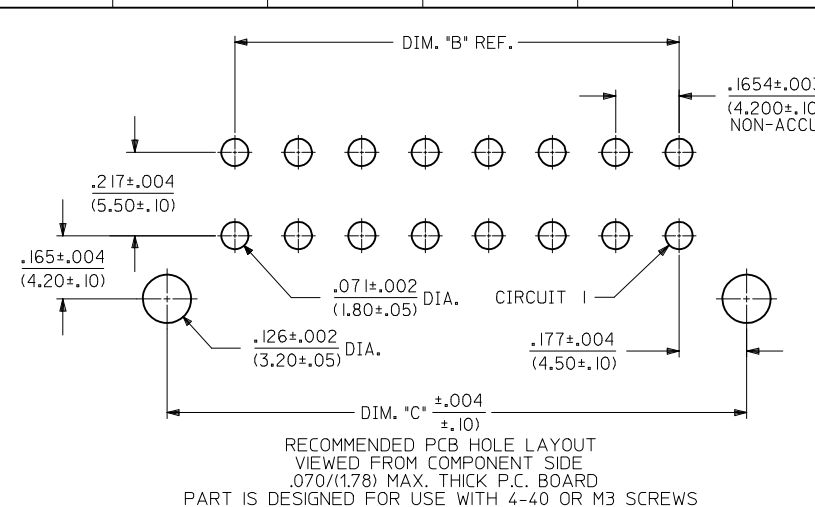 DIM. "B" REF.
.1654±.003
(4.200±.10
NON-ACCU
.217±.004
(5.50±.10)
.165±.004
(4.20±.10)
.071±.002
(1.80±.05) DIA.
CIRCUIT 1
.126±.002
(3.20±.05) DIA.
.177±.004
(4.50±.10)
DIM. "C" ±.004
±.10)
RECOMMENDED PCB HOLE LAYOUT
VIEWED FROM COMPONENT SIDE
.070/(1.78) MAX. THICK P.C. BOARD
PART IS DESIGNED FOR USE WITH 4-40 OR M3 SCREWS